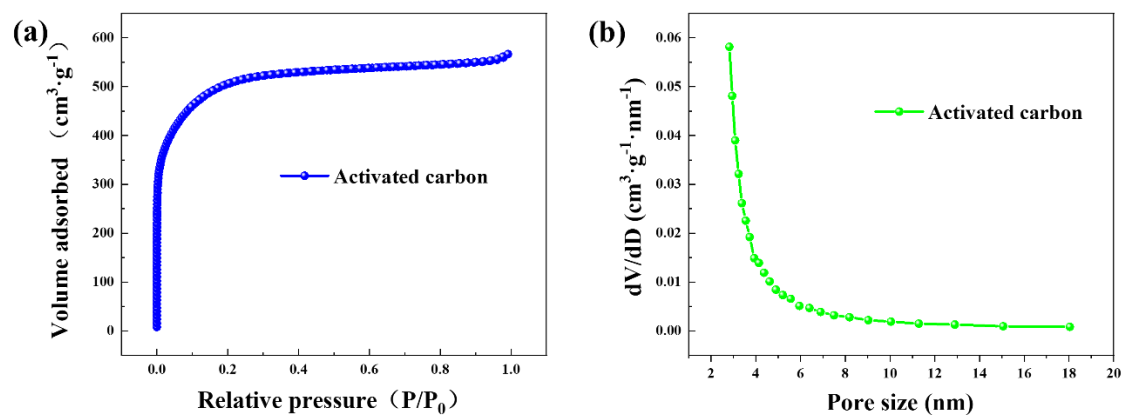 (a)
Volume adsorbed（cm³·g⁻¹）
600
500
400
300
200
100
0
Activated carbon
0.0 0.2 0.4 0.6 0.8 1.0
Relative pressure（P/P₀）
(b)
dV/dD (cm³·g⁻¹·nm⁻¹)
0.06
0.05
0.04
0.03
0.02
0.01
0.00
Activated carbon
2 4 6 8 10 12 14 16 18 20
Pore size (nm)